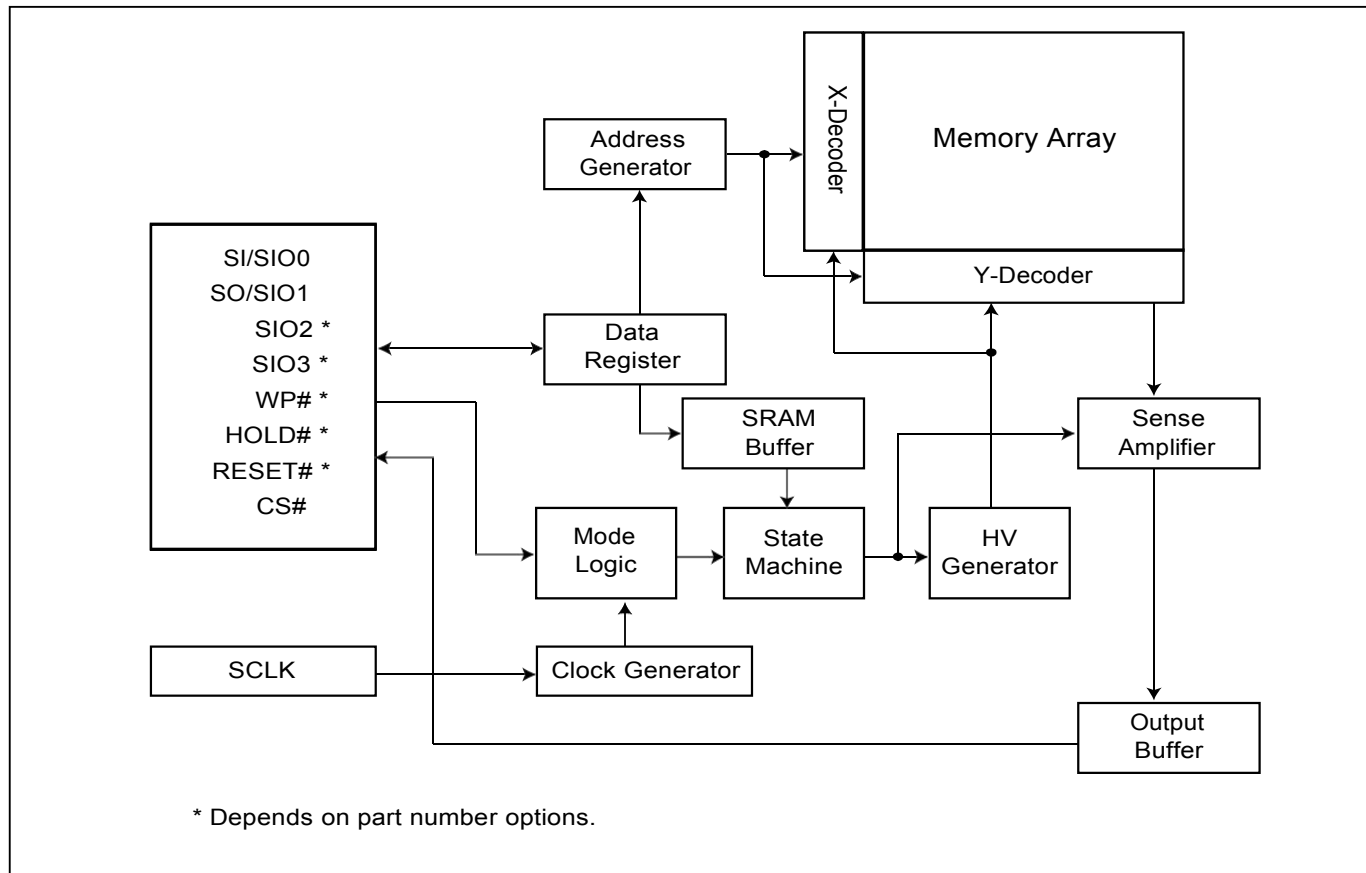 X-Decoder
Memory Array
Address
Generator
Y-Decoder
SI/SIO0
SO/SIO1
SIO2 *
SIO3 *
WP# *
HOLD# *
RESET# *
CS#
Data
Register
SRAM
Buffer
Sense
Amplifier
Mode
Logic
State
Machine
HV
Generator
SCLK
Clock Generator
Output
Buffer
* Depends on part number options.